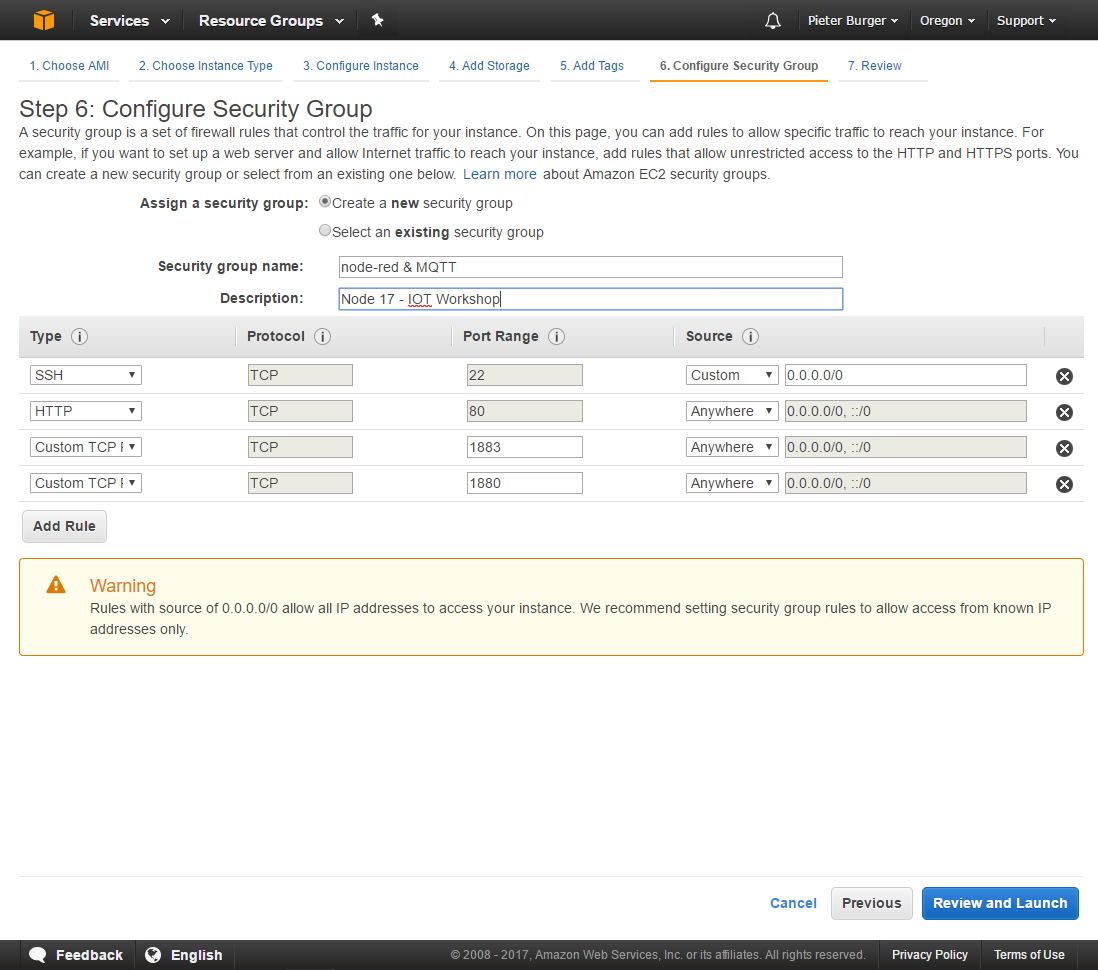 Services Resource Groups Pieter Burger Oregon Support
1. Choose AMI 2. Choose Instance Type 3. Configure Instance 4. Add Storage 5. Add Tags 6. Configure Security Group 7. Review
Step 6: Configure Security Group
A security group is a set of firewall rules that control the traffic for your instance. On this page, you can add rules to allow specific traffic to reach your instance. For
example, if you want to set up a web server and allow Internet traffic to reach your instance, add rules that allow unrestricted access to the HTTP and HTTPS ports. You
can create a new security group or select from an existing one below. Learn more about Amazon EC2 security groups.
Assign a security group: Create a new security group
Select an existing security group
Security group name: node-red & MQTT
Description: Node 17 - IOT Workshop
Type i Protocol i Port Range i Source i
SSH TCP 22 Custom 0.0.0.0/0
HTTP TCP 80 Anywhere 0.0.0.0/0, ::/0
Custom TCP TCP 1883 Anywhere 0.0.0.0/0, ::/0
Custom TCP TCP 1880 Anywhere 0.0.0.0/0, ::/0
Add Rule
Warning
Rules with source of 0.0.0.0/0 allow all IP addresses to access your instance. We recommend setting security group rules to allow access from known IP
addresses only.
Cancel Previous Review and Launch
Feedback English © 2008 - 2017, Amazon Web Services, Inc. or its affiliates. All rights reserved. Privacy Policy Terms of Use